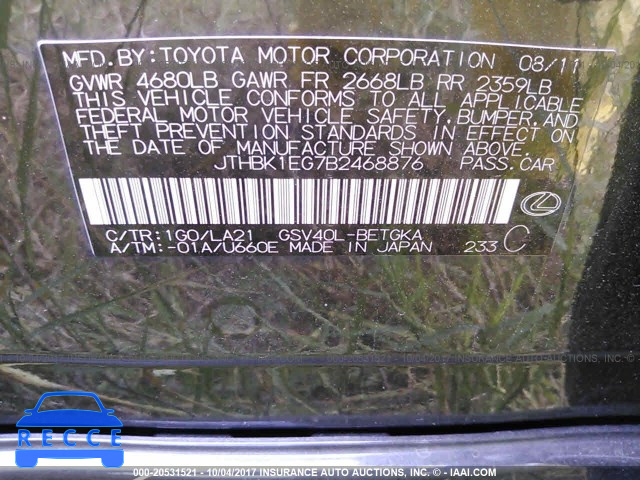 MFD.BY:TOYOTA MOTOR CORPORATION 08/11
GVWR 4680LB GAWR FR 2668LB RR 2359LB
THIS VEHICLE CONFORMS TO ALL APPLICABLE
FEDERAL MOTOR VEHICLE SAFETY, BUMPER, AND
THEFT PREVENTION STANDARDS IN EFFECT ON
THE DATE OF MANUFACTURE SHOWN ABOVE.
JTHBK1EG7B2468876 PASS.CAR
C/TR:1G0/LA21 GSV40L-BETGKA
A/TM:-01A/U660E MADE IN JAPAN 233 C
RECCE
000-20531521 - 10/04/2017 - INSURANCE AUTO AUCTIONS, INC. - IAAI.COM